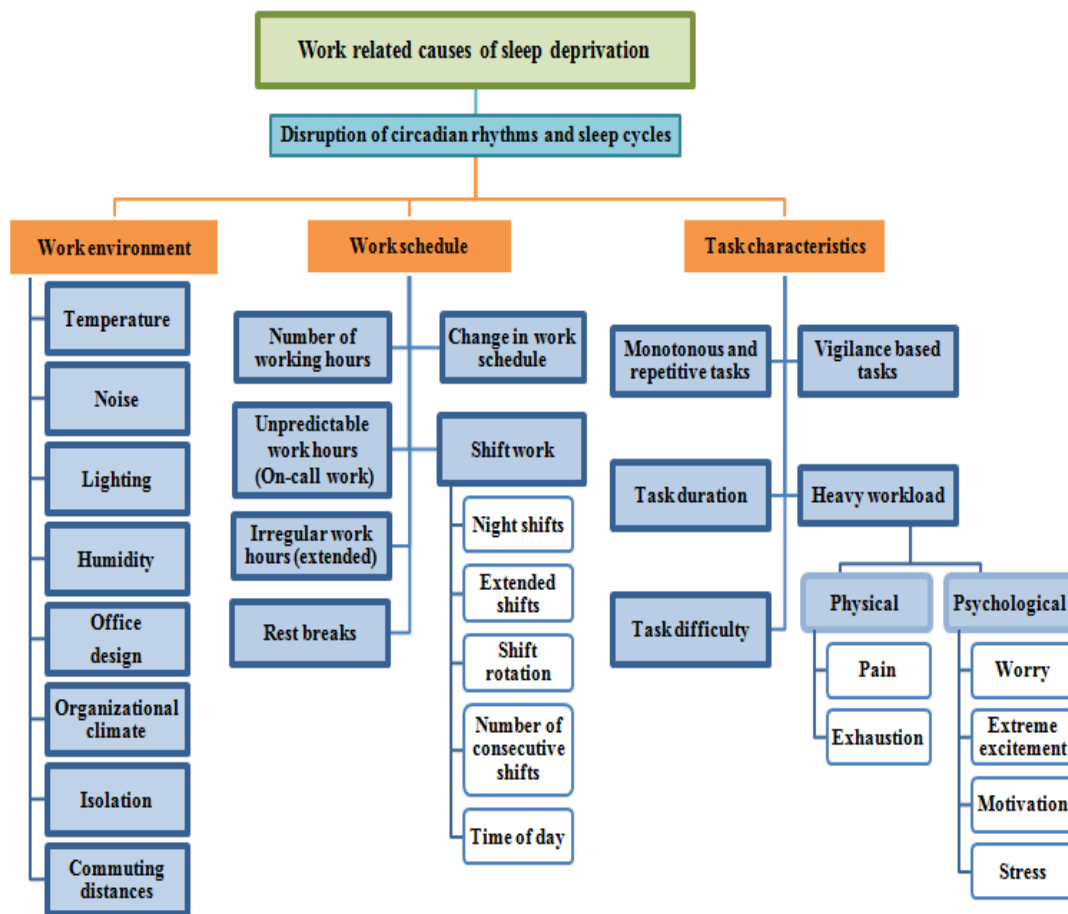 Work related causes of sleep deprivation
Disruption of circadian rhythms and sleep cycles
Work environment
Temperature
Noise
Lighting
Humidity
Office
design
Organizational
climate
Isolation
Commuting
distances
Work schedule
Number of
working hours
Change in work
schedule
Unpredictable
work hours
(On-call work)
Shift work
Irregular work
hours (extended)
Rest breaks
Night shifts
Extended
shifts
Shift
rotation
Number of
consecutive
shifts
Time of day
Task characteristics
Monotonous and
repetitive tasks
Vigilance based
tasks
Task duration
Heavy workload
Task difficulty
Physical
Pain
Exhaustion
Psychological
Worry
Extreme
excitement
Motivation
Stress